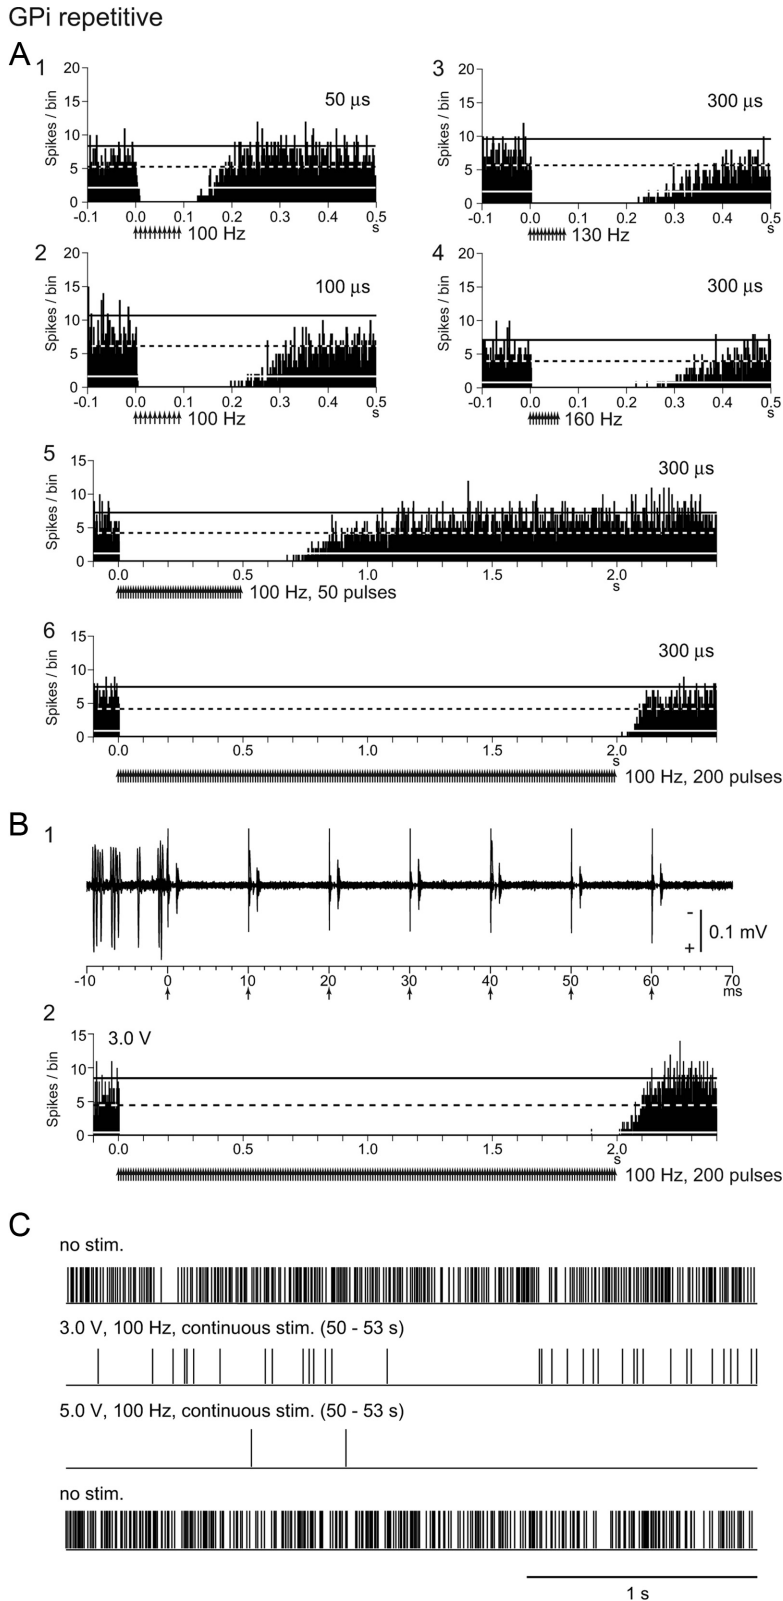 GPi repetitive
A
1
20
15
10
5
0
Spikes / bin
50 μs
-0.1 0.0 0.1 0.2 0.3 0.4 0.5
s
100 Hz
3
20
15
10
5
0
Spikes / bin
300 μs
-0.1 0.0 0.1 0.2 0.3 0.4 0.5
s
130 Hz
2
20
15
10
5
0
Spikes / bin
100 μs
-0.1 0.0 0.1 0.2 0.3 0.4 0.5
s
100 Hz
4
20
15
10
5
0
Spikes / bin
300 μs
-0.1 0.0 0.1 0.2 0.3 0.4 0.5
s
160 Hz
5
15
10
5
0
Spikes / bin
300 μs
0.0 0.5 1.0 1.5 2.0
s
100 Hz, 50 pulses
6
15
10
5
0
Spikes / bin
300 μs
0.0 0.5 1.0 1.5 2.0
s
100 Hz, 200 pulses
B
1
-
+
0.1 mV
-10 0 10 20 30 40 50 60 70
ms
2
15
10
5
0
Spikes / bin
3.0 V
0.0 0.5 1.0 1.5 2.0
s
100 Hz, 200 pulses
C
no stim.
3.0 V, 100 Hz, continuous stim. (50 - 53 s)
5.0 V, 100 Hz, continuous stim. (50 - 53 s)
no stim.
1 s